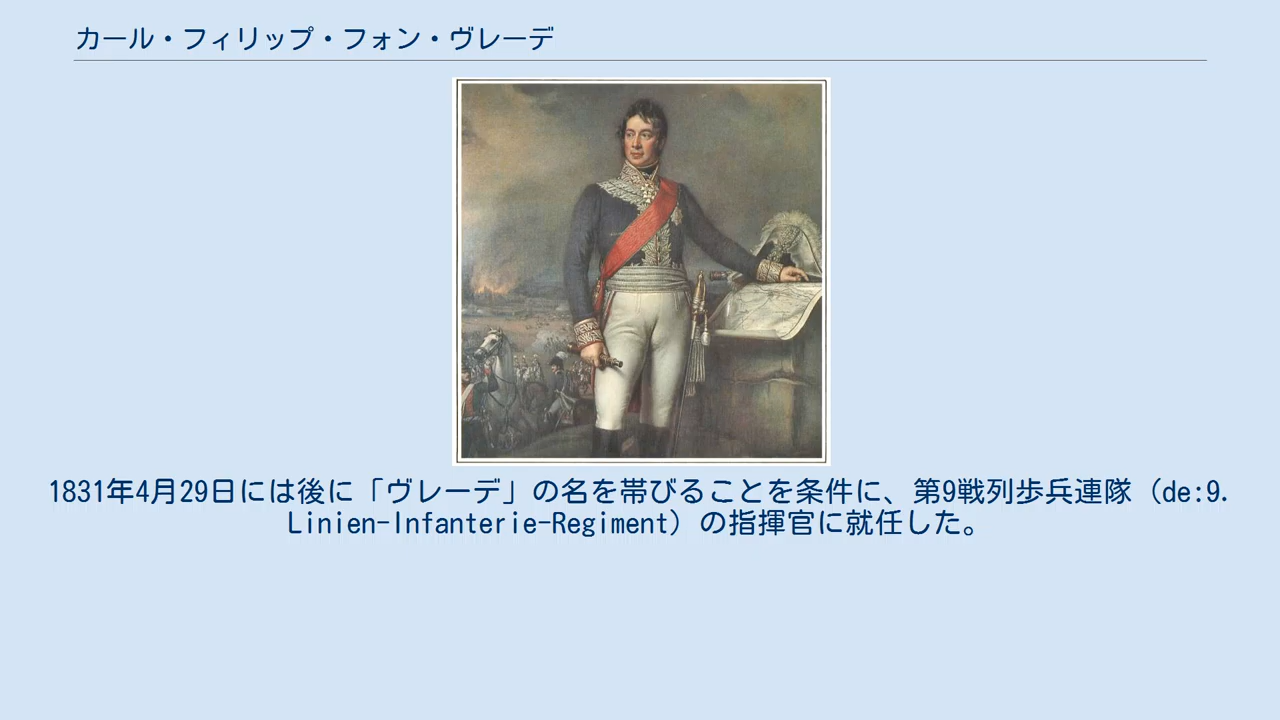 カール・フィリップ・フォン・ヴレーデ
1831年4月29日には後に「ヴレーデ」の名を帯びることを条件に、第9戦列歩兵連隊（de:9.
Linien-Infanterie-Regiment）の指揮官に就任した。